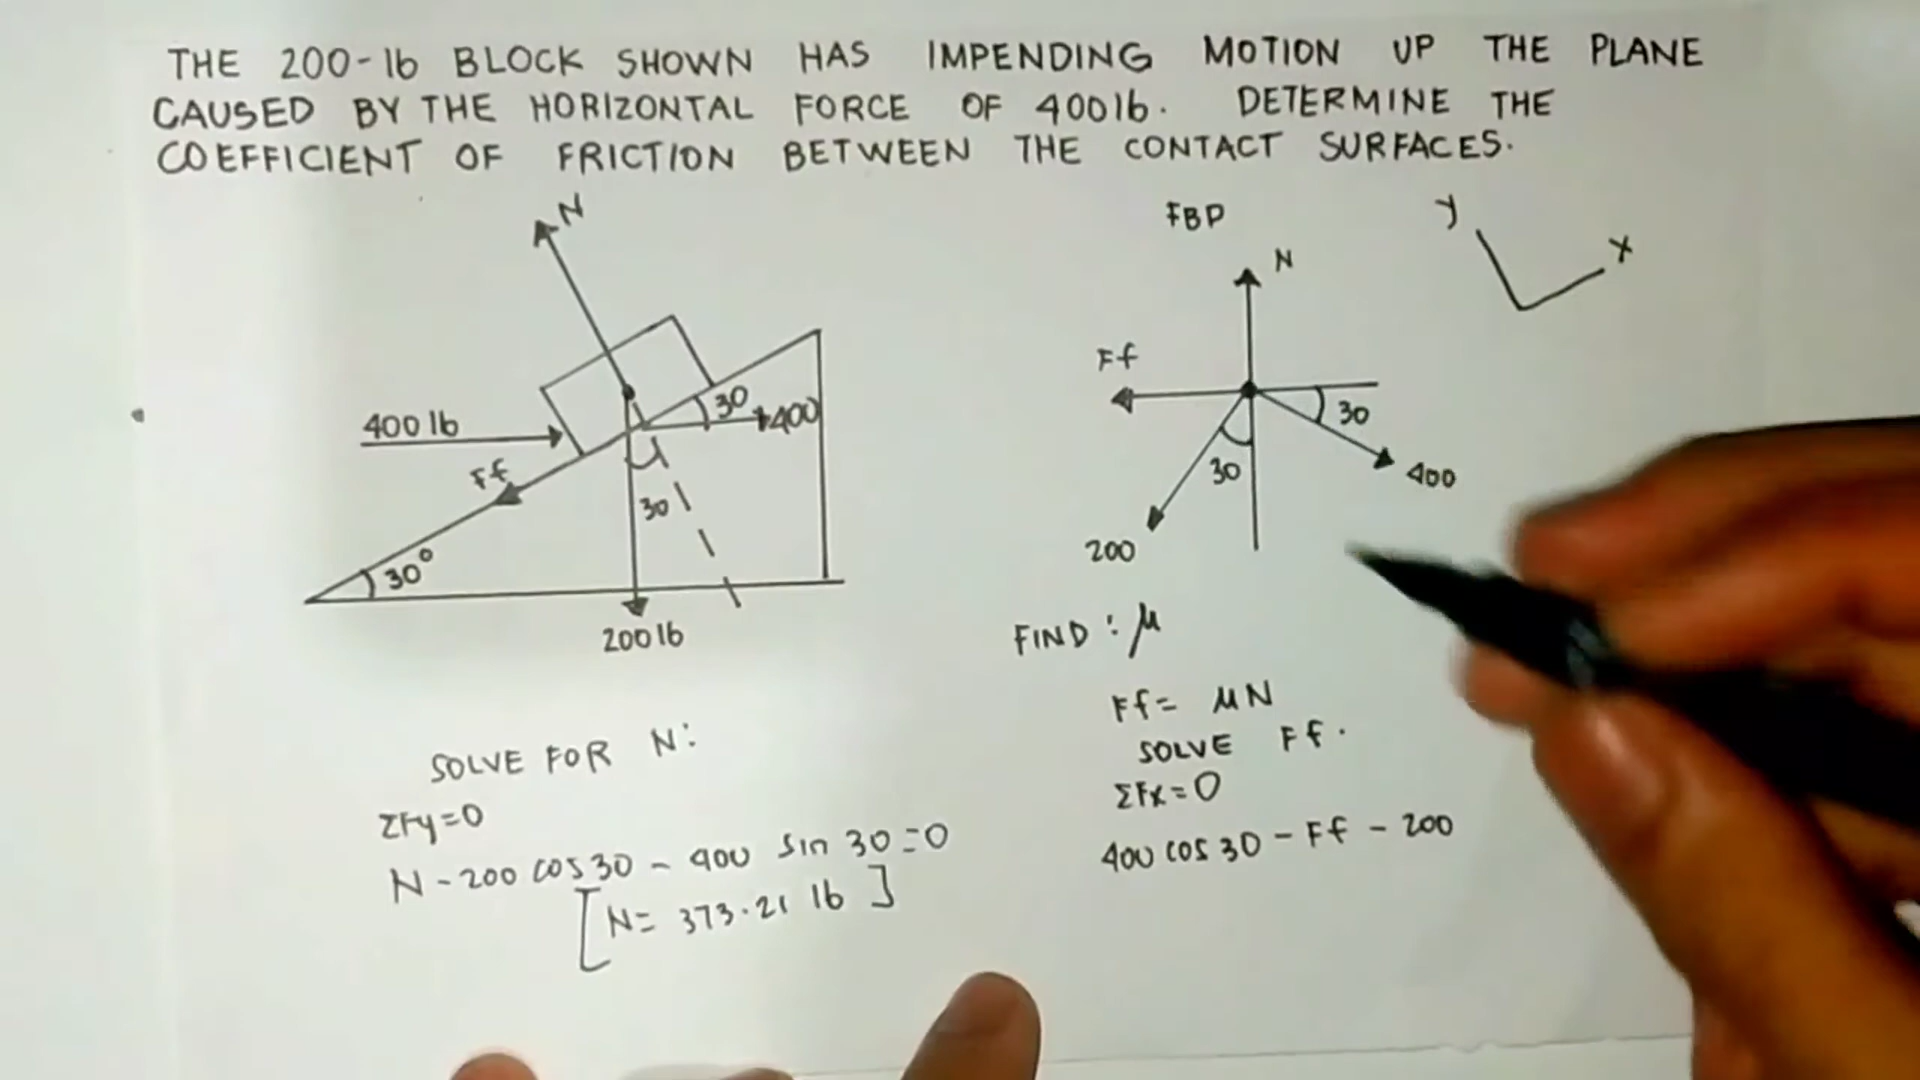 THE 200-lb BLOCK SHOWN HAS IMPENDING MOTION UP THE PLANE
CAUSED BY THE HORIZONTAL FORCE OF 400lb. DETERMINE THE
COEFFICIENT OF FRICTION BETWEEN THE CONTACT SURFACES.
N
400 lb
30
400
Ff
30
30°
200 lb
FBD
N
Ff
30
30
400
200
y
x
FIND: μ
Ff = μN
SOLVE Ff.
ΣFx = 0
400 cos 30 - Ff - 200
SOLVE FOR N:
ΣFy = 0
N - 200 cos 30 - 400 sin 30 = 0
[N = 373.21 lb]